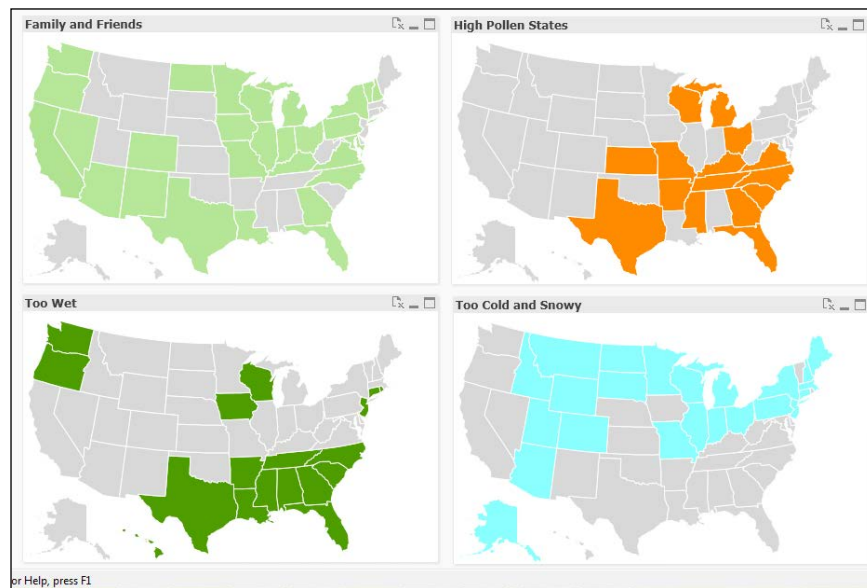 Family and Friends
High Pollen States
Too Wet
Too Cold and Snowy
or Help, press F1